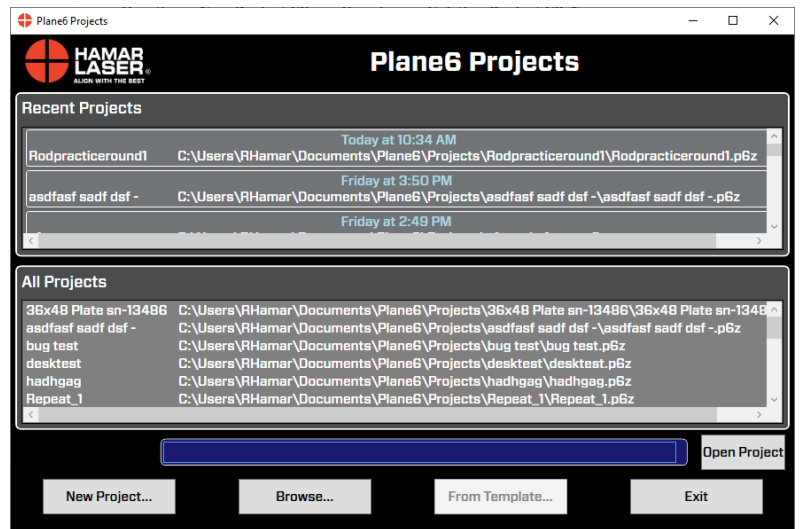 Plane6 Projects
HAMAR
LASER®
ALIGN WITH THE BEST
Plane6 Projects
Recent Projects
Today at 10:34 AM
Rodpracticeround1 C:\Users\RHamar\Documents\Plane6\Projects\Rodpracticeround1\Rodpracticeround1.p6z
Friday at 3:50 PM
asdfasf sadf dsf - C:\Users\RHamar\Documents\Plane6\Projects\asdfasf sadf dsf -\asdfasf sadf dsf -.p6z
Friday at 2:49 PM
All Projects
36x48 Plate sn-13486 C:\Users\RHamar\Documents\Plane6\Projects\36x48 Plate sn-13486\36x48 Plate sn-1348
asdfasf sadf dsf - C:\Users\RHamar\Documents\Plane6\Projects\asdfasf sadf dsf -\asdfasf sadf dsf -.p6z
bug test C:\Users\RHamar\Documents\Plane6\Projects\bug test\bug test.p6z
desktest C:\Users\RHamar\Documents\Plane6\Projects\desktest\desktest.p6z
hadhgag C:\Users\RHamar\Documents\Plane6\Projects\hadhgag\hadhgag.p6z
Repeat_1 C:\Users\RHamar\Documents\Plane6\Projects\Repeat_1\Repeat_1.p6z
Open Project
New Project... Browse... From Template... Exit